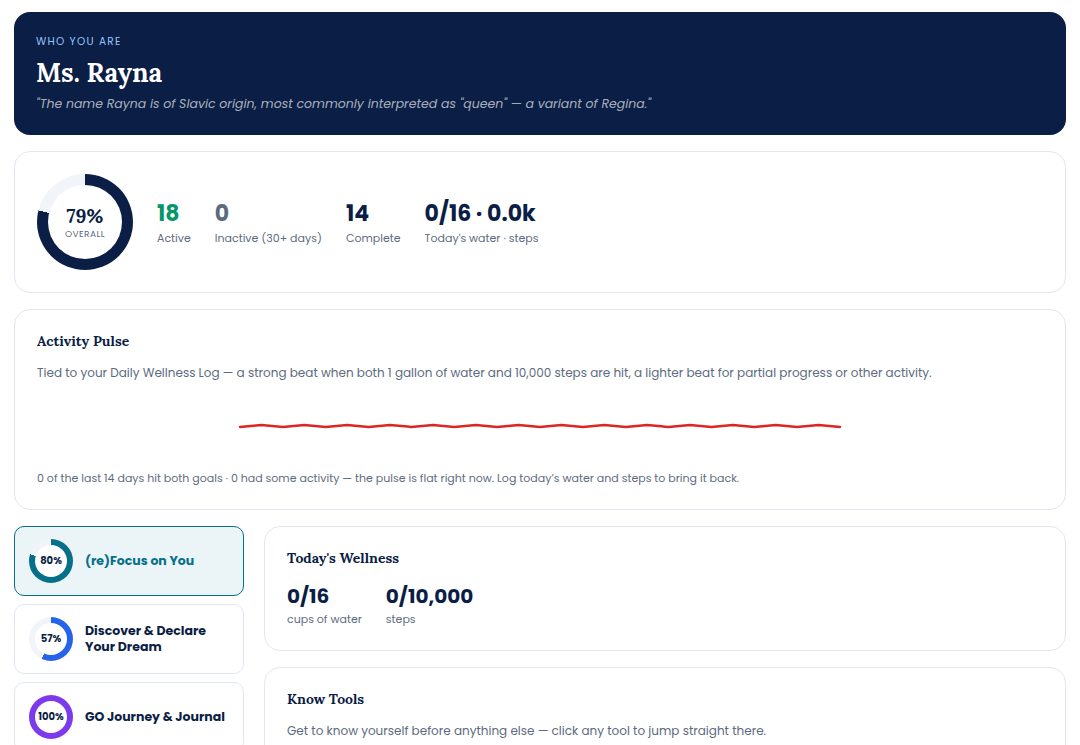 WHO YOU ARE
Ms. Rayna
"The name Rayna is of Slavic origin, most commonly interpreted as "queen" — a variant of Regina."
79%
OVERALL
18
Active
0
Inactive (30+ days)
14
Complete
0/16 · 0.0k
Today's water · steps
Activity Pulse
Tied to your Daily Wellness Log — a strong beat when both 1 gallon of water and 10,000 steps are hit, a lighter beat for partial progress or other activity.
0 of the last 14 days hit both goals · 0 had some activity — the pulse is flat right now. Log today's water and steps to bring it back.
80%
(re)Focus on You
57%
Discover & Declare
Your Dream
100%
GO Journey & Journal
Today's Wellness
0/16
cups of water
0/10,000
steps
Know Tools
Get to know yourself before anything else — click any tool to jump straight there.